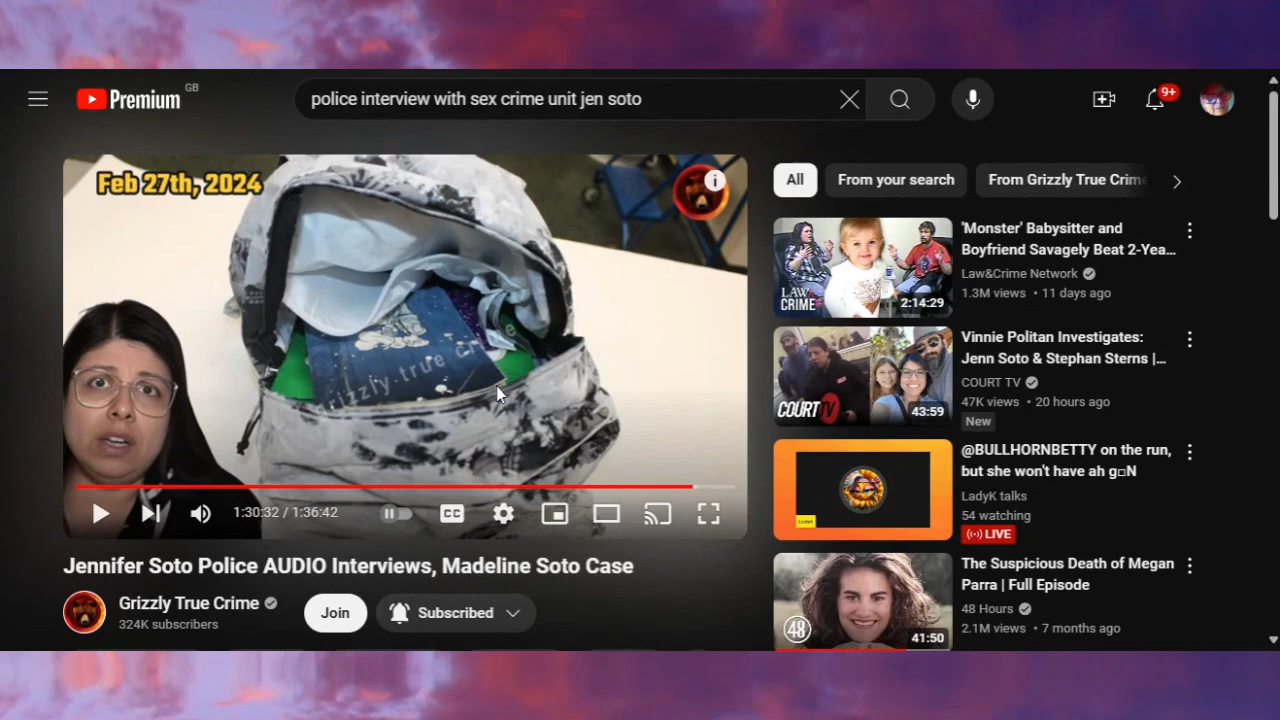 Premium GB
police interview with sex crime unit jen soto
9+
Feb 27th, 2024
grizzly true c e
1:30:32 / 1:36:42
CC
Jennifer Soto Police AUDIO Interviews, Madeline Soto Case
Grizzly True Crime
324K subscribers
Join
Subscribed
All
From your search
From Grizzly True Crime
LAW
CRIME
2:14:29
'Monster' Babysitter and
Boyfriend Savagely Beat 2-Yea...
Law&Crime Network
1.3M views • 11 days ago
COURT TV
43:59
Vinnie Politan Investigates:
Jenn Soto & Stephan Sterns |...
COURT TV
47K views • 20 hours ago
New
@BULLHORNBETTY on the run,
but she won't have ah g□N
LadyK talks
54 watching
LIVE
48
41:50
The Suspicious Death of Megan
Parra | Full Episode
48 Hours
2.1M views • 7 months ago